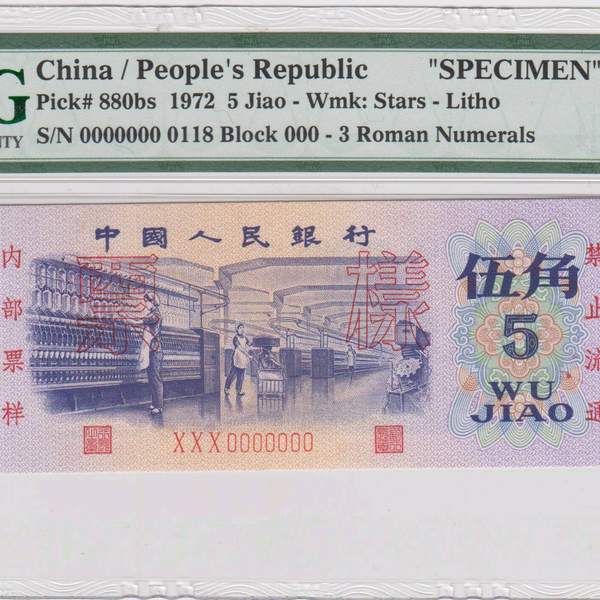 G
NTY
China / People's Republic "SPECIMEN"
Pick# 880bs 1972 5 Jiao - Wmk: Stars - Litho
S/N 0000000 0118 Block 000 - 3 Roman Numerals
中國人民銀行
内部票样
票樣
伍角
5
WU
JIAO
禁止流通
XXX0000000